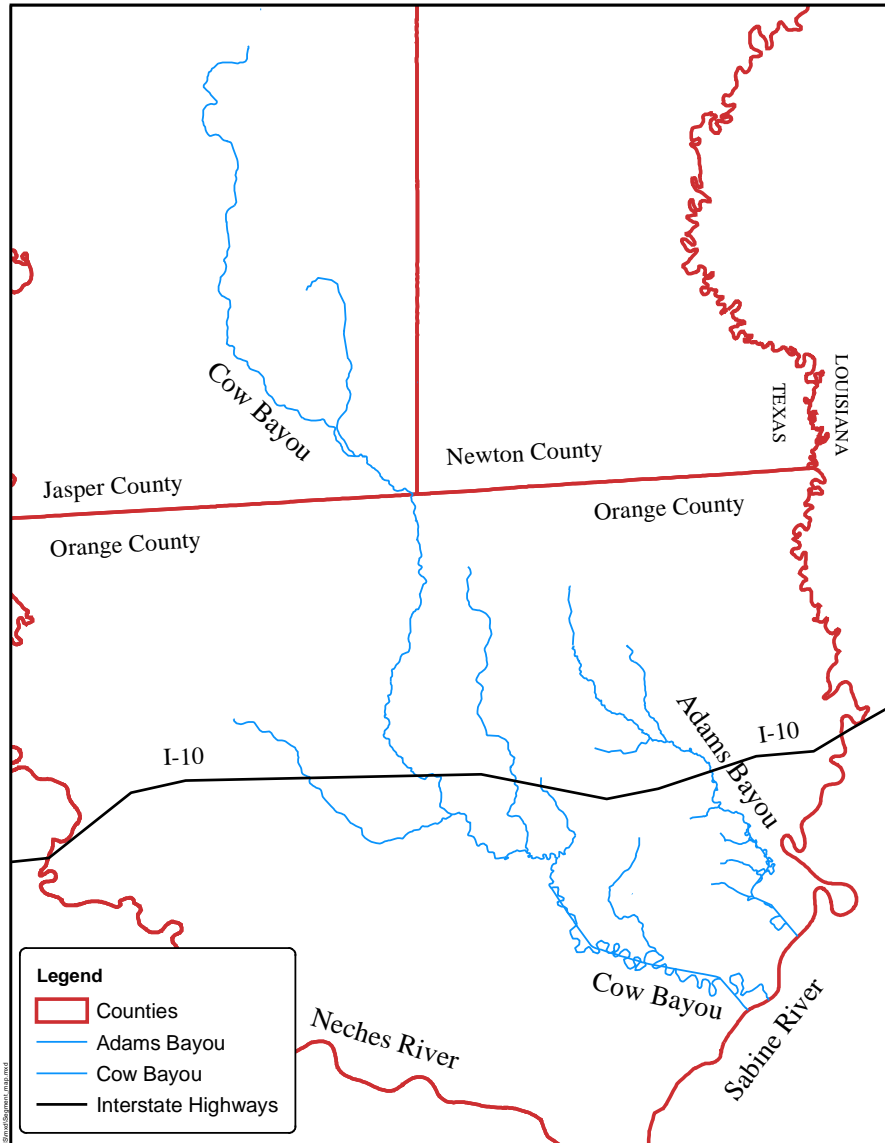 LOUISIANA
TEXAS
Cow Bayou
Newton County
Jasper County
Orange County
Orange County
Adams Bayou
I-10
I-10
Cow Bayou
Sabine River
Neches River
Legend
Counties
Adams Bayou
Cow Bayou
Interstate Highways